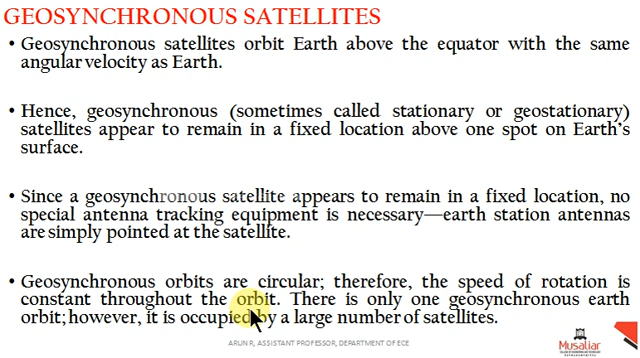 GEOSYNCHRONOUS SATELLITES
• Geosynchronous satellites orbit Earth above the equator with the same
angular velocity as Earth.
• Hence, geosynchronous (sometimes called stationary or geostationary)
satellites appear to remain in a fixed location above one spot on Earth's
surface.
• Since a geosynchronous satellite appears to remain in a fixed location, no
special antenna tracking equipment is necessary—earth station antennas
are simply pointed at the satellite.
• Geosynchronous orbits are circular; therefore, the speed of rotation is
constant throughout the orbit. There is only one geosynchronous earth
orbit; however, it is occupied by a large number of satellites.
ARUN R, ASSISTANT PROFESSOR, DEPARTMENT OF ECE
Musaliar